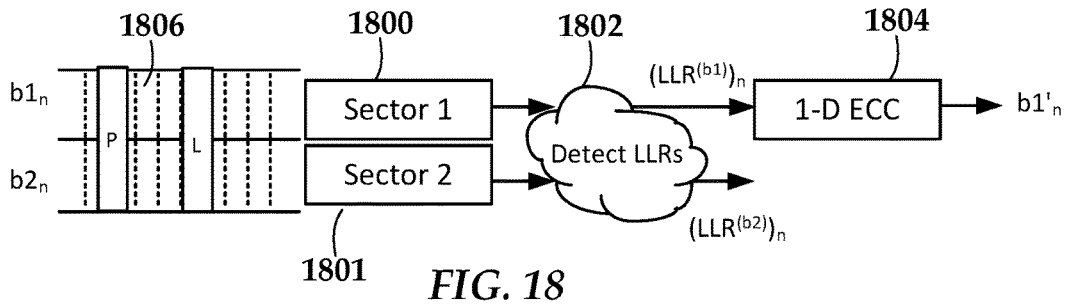 1806
1800
1802
1804
b1n
P
L
Sector 1
(LLR(b1))n
1-D ECC
b1'n
Detect LLRs
b2n
Sector 2
(LLR(b2))n
1801
FIG. 18